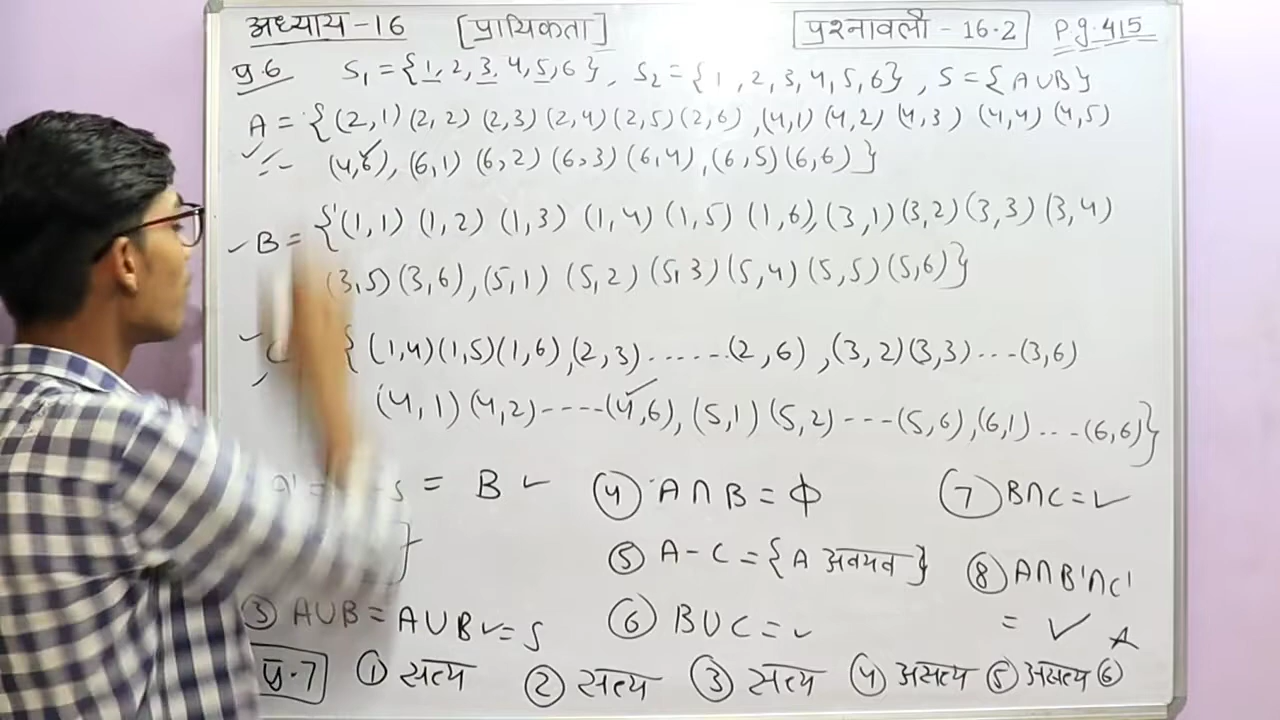 अध्याय-16 [प्रायिकता] प्रश्नावली - 16.2 Pg. 415
प्र.6 S₁ = {1, 2, 3, 4, 5, 6}, S₂ = {1, 2, 3, 4, 5, 6}, S = {A∪B}
A = {(2,1) (2,2) (2,3) (2,4) (2,5) (2,6), (4,1) (4,2) (4,3) (4,4) (4,5)
(4,6), (6,1) (6,2) (6,3) (6,4), (6,5) (6,6)}
B = {(1,1) (1,2) (1,3) (1,4) (1,5) (1,6), (3,1) (3,2) (3,3) (3,4)
(3,5) (3,6), (5,1) (5,2) (5,3) (5,4) (5,5) (5,6)}
C {(1,4) (1,5) (1,6), (2,3) ...... (2,6), (3,2) (3,3) ... (3,6)
(4,1) (4,2) ---- (4,6), (5,1) (5,2) --- (5,6), (6,1) ... (6,6)}
A' = S = B ✓ ④ A∩B = ϕ ⑦ B∩C = ✓
⑤ A-C = {A अवयव} ⑧ A∩B'∩C'
③ A∪B = A∪B ✓ = S ⑥ B∪C = ✓ = ✓ A
प्र.7 ① सत्य ② सत्य ③ सत्य ④ असत्य ⑤ असत्य ⑥